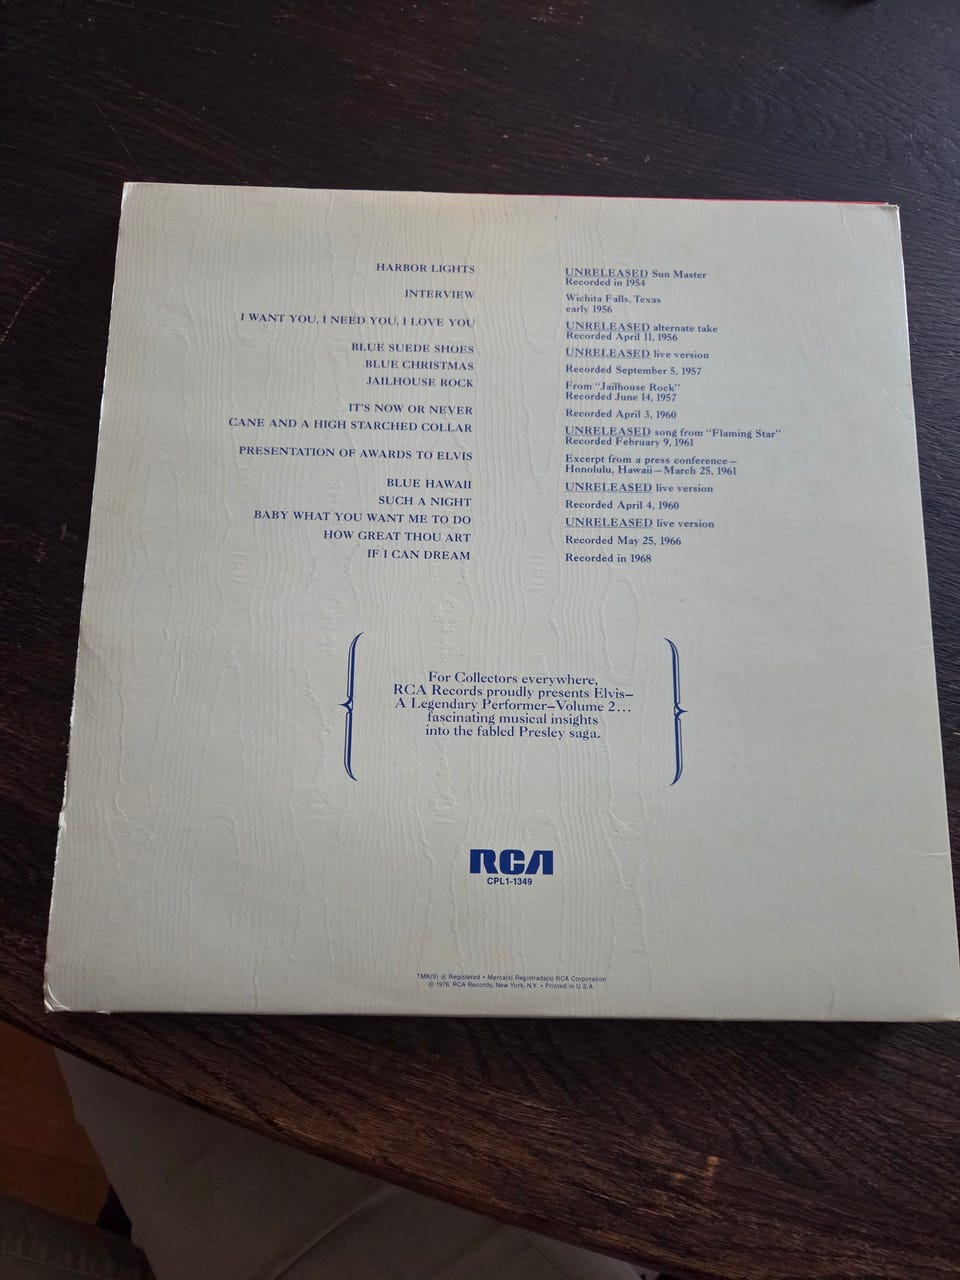 HARBOR LIGHTS UNRELEASED Sun Master
Recorded in 1954
INTERVIEW Wichita Falls, Texas
early 1956
I WANT YOU, I NEED YOU, I LOVE YOU UNRELEASED alternate take
Recorded April 11, 1956
BLUE SUEDE SHOES UNRELEASED live version
BLUE CHRISTMAS Recorded September 5, 1957
JAILHOUSE ROCK From "Jailhouse Rock"
Recorded June 14, 1957
IT'S NOW OR NEVER Recorded April 3, 1960
CANE AND A HIGH STARCHED COLLAR UNRELEASED song from "Flaming Star"
Recorded February 9, 1961
PRESENTATION OF AWARDS TO ELVIS Excerpt from a press conference—
Honolulu, Hawaii—March 25, 1961
BLUE HAWAII UNRELEASED live version
SUCH A NIGHT Recorded April 4, 1960
BABY WHAT YOU WANT ME TO DO UNRELEASED live version
HOW GREAT THOU ART Recorded May 25, 1966
IF I CAN DREAM Recorded in 1968
For Collectors everywhere,
RCA Records proudly presents Elvis—
A Legendary Performer—Volume 2...
fascinating musical insights
into the fabled Presley saga.
RCA
CPL1-1349
TMK(S) ® Registered • Marca(s) Registrada(s) RCA Corporation
© 1976, RCA Records, New York, N.Y. • Printed in U.S.A